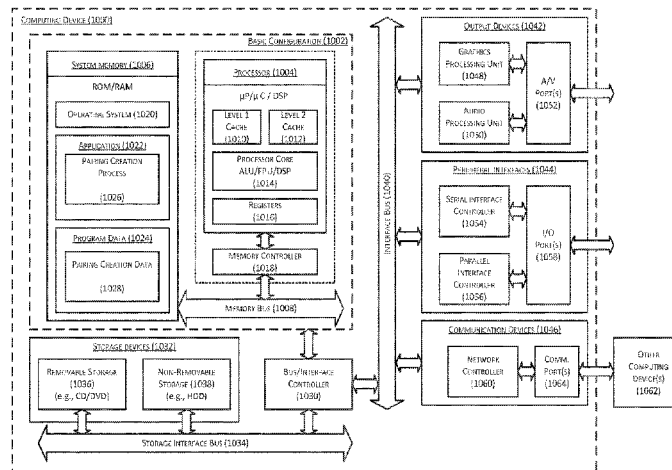 COMPUTING DEVICE (1000)
BASIC CONFIGURATION (1002)
SYSTEM MEMORY (1006)
ROM/RAM
OPERATING SYSTEM (1020)
APPLICATION (1022)
PAIRING CREATION
PROCESS
(1026)
PROGRAM DATA (1024)
PAIRING CREATION DATA
(1028)
PROCESSOR (1004)
µP/µC / DSP
LEVEL 1
CACHE
(1010)
LEVEL 2
CACHE
(1012)
PROCESSOR CORE
ALU/FPU/DSP
(1014)
REGISTERS
(1016)
MEMORY CONTROLLER
(1018)
MEMORY BUS (1008)
STORAGE DEVICES (1032)
REMOVABLE STORAGE
(1036)
(e.g., CD/DVD)
NON-REMOVABLE
STORAGE (1038)
(e.g., HDD)
BUS/INTERFACE
CONTROLLER
(1030)
STORAGE INTERFACE BUS (1034)
INTERFACE BUS (1040)
OUTPUT DEVICES (1042)
GRAPHICS
PROCESSING UNIT
(1048)
AUDIO
PROCESSING UNIT
(1050)
A/V
PORT(S)
(1052)
PERIPHERAL INTERFACES (1044)
SERIAL INTERFACE
CONTROLLER
(1054)
PARALLEL
INTERFACE
CONTROLLER
(1056)
I/O
PORT(S)
(1058)
COMMUNICATION DEVICES (1046)
NETWORK
CONTROLLER
(1060)
COMM.
PORT(S)
(1064)
OTHER
COMPUTING
DEVICE(S)
(1062)